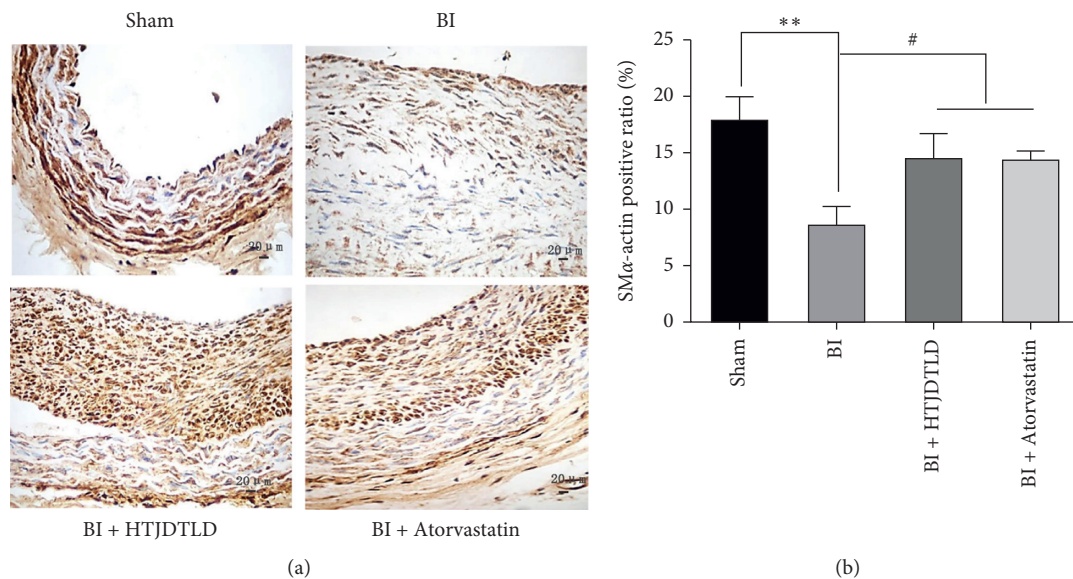 Sham
BI
20 μm
20 μm
20 μm
20 μm
BI + HTJDTLD
BI + Atorvastatin
(a)
SMα-actin positive ratio (%)
25
20
15
10
5
0
**
#
Sham
BI
BI + HTJDTLD
BI + Atorvastatin
(b)